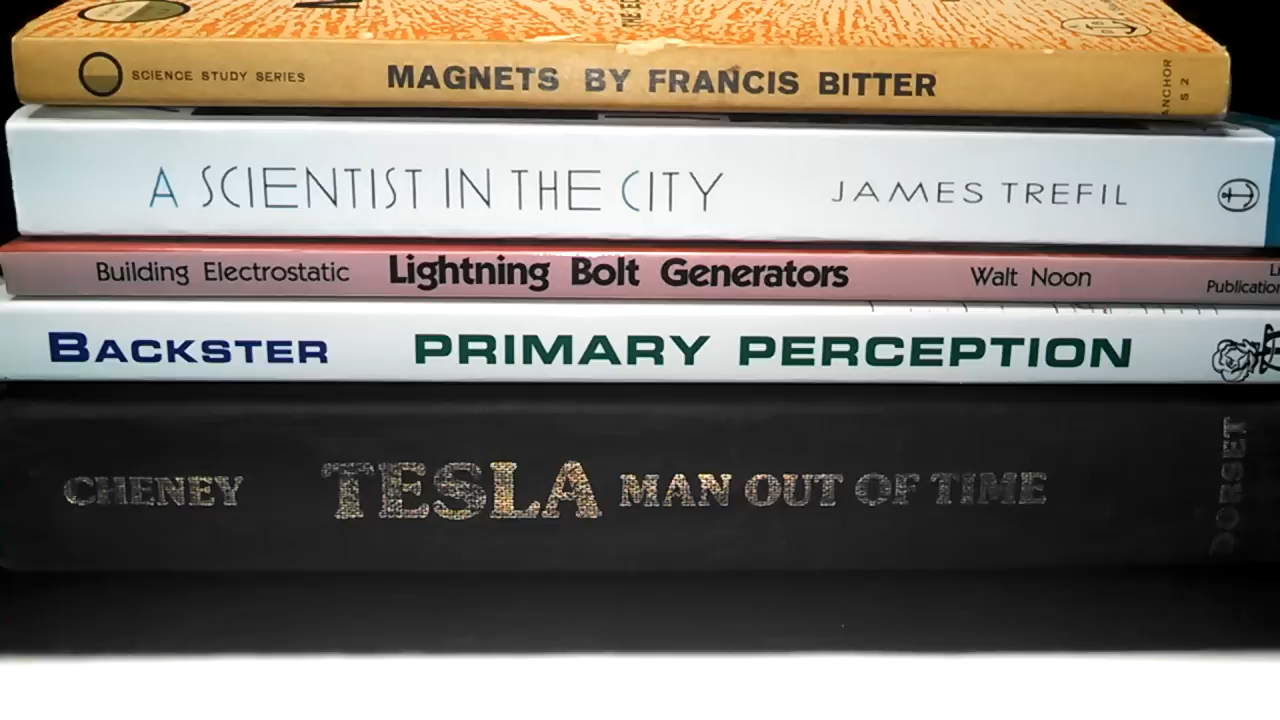 SCIENCE STUDY SERIES MAGNETS BY FRANCIS BITTER ANCHOR S 2
A SCIENTIST IN THE CITY JAMES TREFIL
Building Electrostatic Lightning Bolt Generators Walt Noon
BACKSTER PRIMARY PERCEPTION
CHENEY TESLA MAN OUT OF TIME DORSET